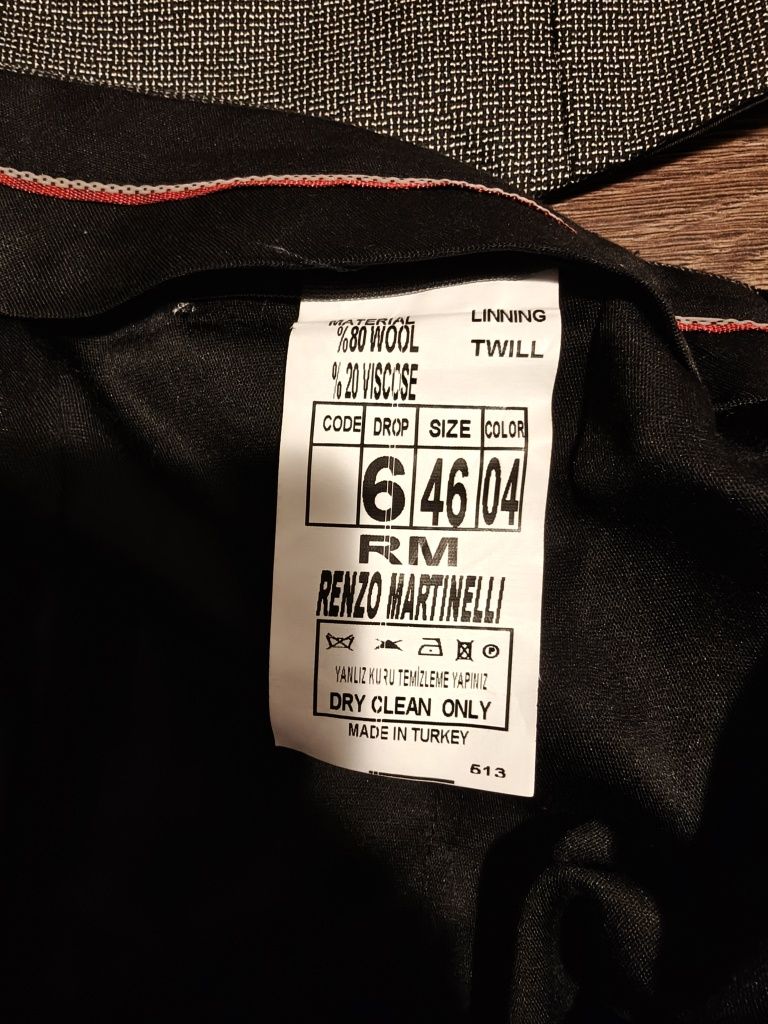 MATERIAL LINNING
%80 WOOL TWILL
% 20 VISCOSE
CODE DROP SIZE COLOR
6 46 04
RM
RENZO MARTINELLI
P
YANLIZ KURU TEMİZLEME YAPINIZ
DRY CLEAN ONLY
MADE IN TURKEY
513